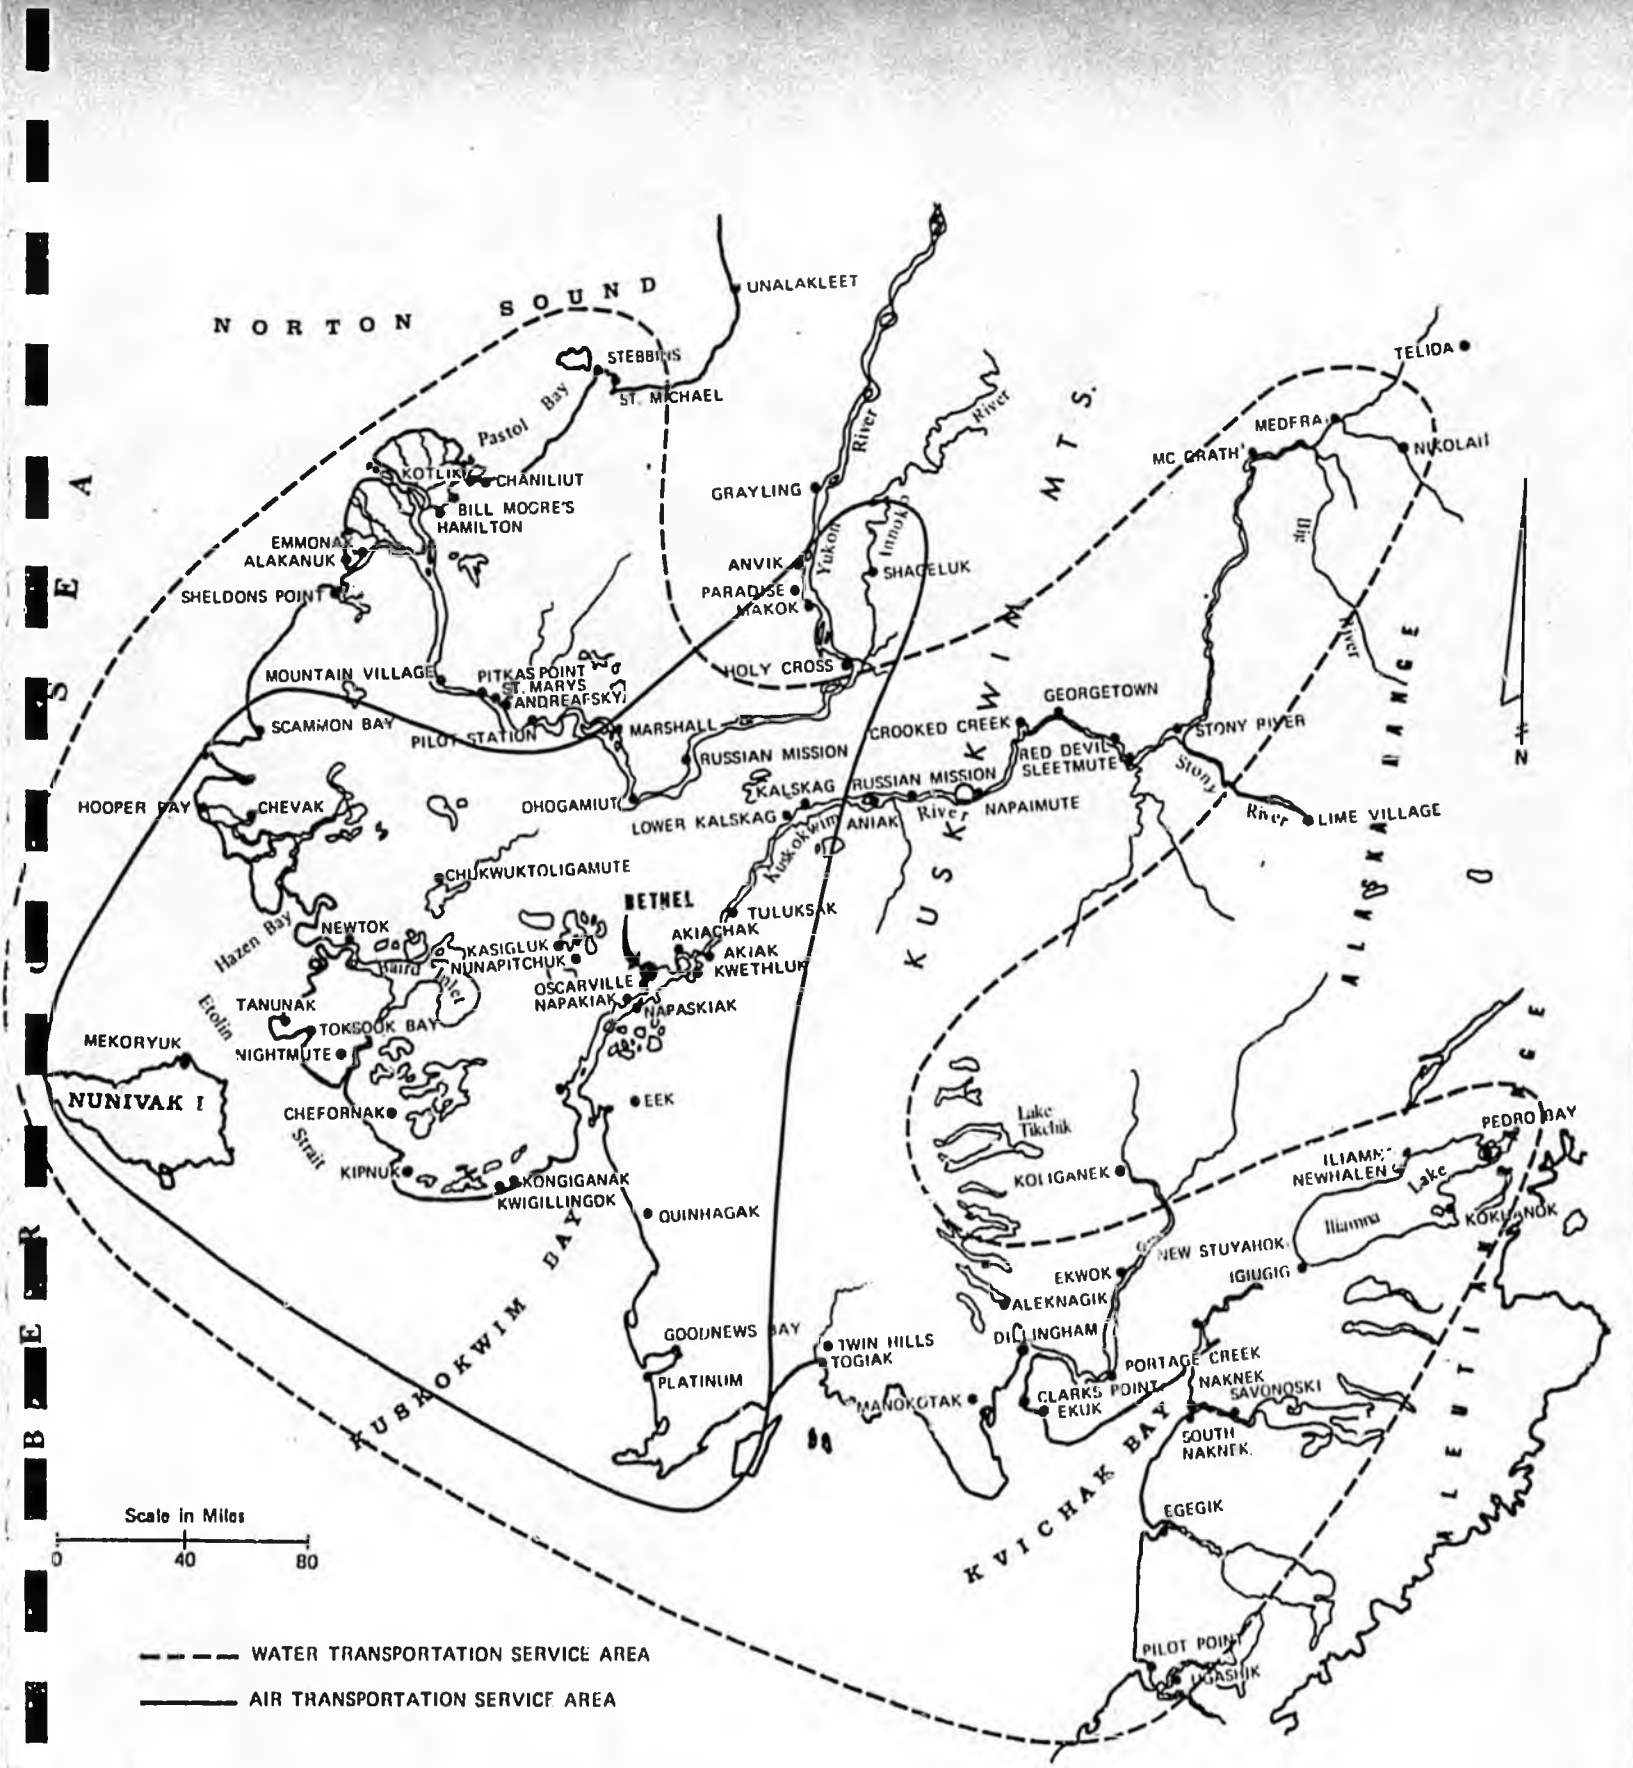 NORTON SOUND
UNALAKLEET
STEBBINS
ST. MICHAEL
Pastol Bay
KOTLIK
CHANILIUT
BILL MOORE'S
HAMILTON
EMMONAK
ALAKANUK
SHELDONS POINT
GRAYLING
River
River
Innoko
Yukon
ANVIK
SHAGELUK
PARADISE
MAKOK
HOLY CROSS
TELIDA
MEDFRA
NIKOLAII
MC GRATH
Big
River
MOUNTAIN VILLAGE
PITKAS POINT
ST. MARYS
ANDREAFSKY
SCAMMON BAY
PILOT STATION
MARSHALL
RUSSIAN MISSION
DHOGAMIUT
GEORGETOWN
CROOKED CREEK
RED DEVIL
SLEETMUTE
STONY RIVER
Stony
River
LIME VILLAGE
N
KALSKAG
RUSSIAN MISSION
NAPAIMUTE
LOWER KALSKAG
ANIAK
River
Kuskokwim
HOOPER BAY
CHEVAK
CHUKWUKTOLIGAMUTE
BETHEL
TULUKSAK
AKIACHAK
AKIAK
KWETHLUK
Hazen Bay
NEWTOK
Baird
Inlet
KASIGLUK
NUNAPITCHUK
OSCARVILLE
NAPAKIAK
NAPASKIAK
Etolin
TANUNAK
TOKSOOK BAY
NIGHTMUTE
MEKORYUK
NUNIVAK I
CHEFORNAK
Strait
KIPNUK
EEK
KONGIGANAK
KWIGILLINGOK
QUINHAGAK
KUSKOKWIM BAY
GOODNEWS BAY
PLATINUM
KUSKOKWIM MTS.
ALASKA RANGE
Lake
Tikchik
KOLIGANEK
PEDRO BAY
NEWHALEN
Lake
Iliamna
KOKHANOK
NEW STUYAHOK
IGIUGIG
EKWOK
ALEKNAGIK
DILLINGHAM
TWIN HILLS
TOGIAK
MANOKOTAK
PORTAGE CREEK
CLARKS POINT
EKUK
NAKNEK
SAVONOSKI
SOUTH
NAKNEK
KVICHAK BAY
EGEGIK
PILOT POINT
UGASHIK
BERING SEA
Scale in Miles
0 40 80
WATER TRANSPORTATION SERVICE AREA
AIR TRANSPORTATION SERVICE AREA